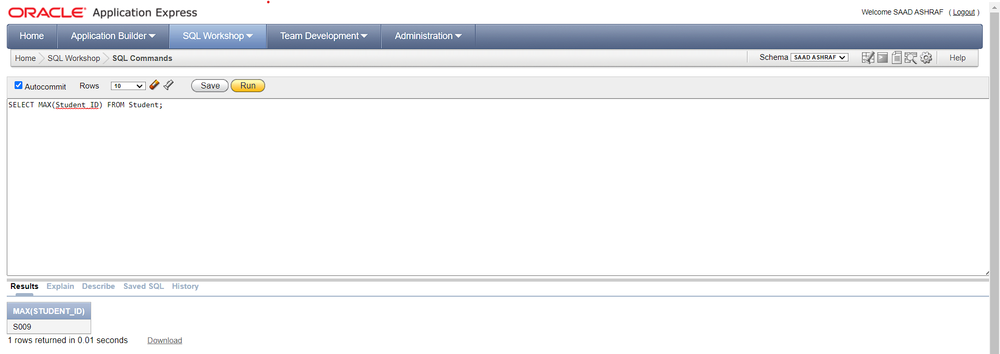 ORACLE Application Express
Welcome SAAD ASHRAF ( Logout )
Home Application Builder SQL Workshop Team Development Administration
Home SQL Workshop SQL Commands
Schema SAAD ASHRAF Help
Autocommit Rows 10 Save Run
SELECT MAX(Student_ID) FROM Student;
Results Explain Describe Saved SQL History
MAX(STUDENT_ID)
S009
1 rows returned in 0.01 seconds Download